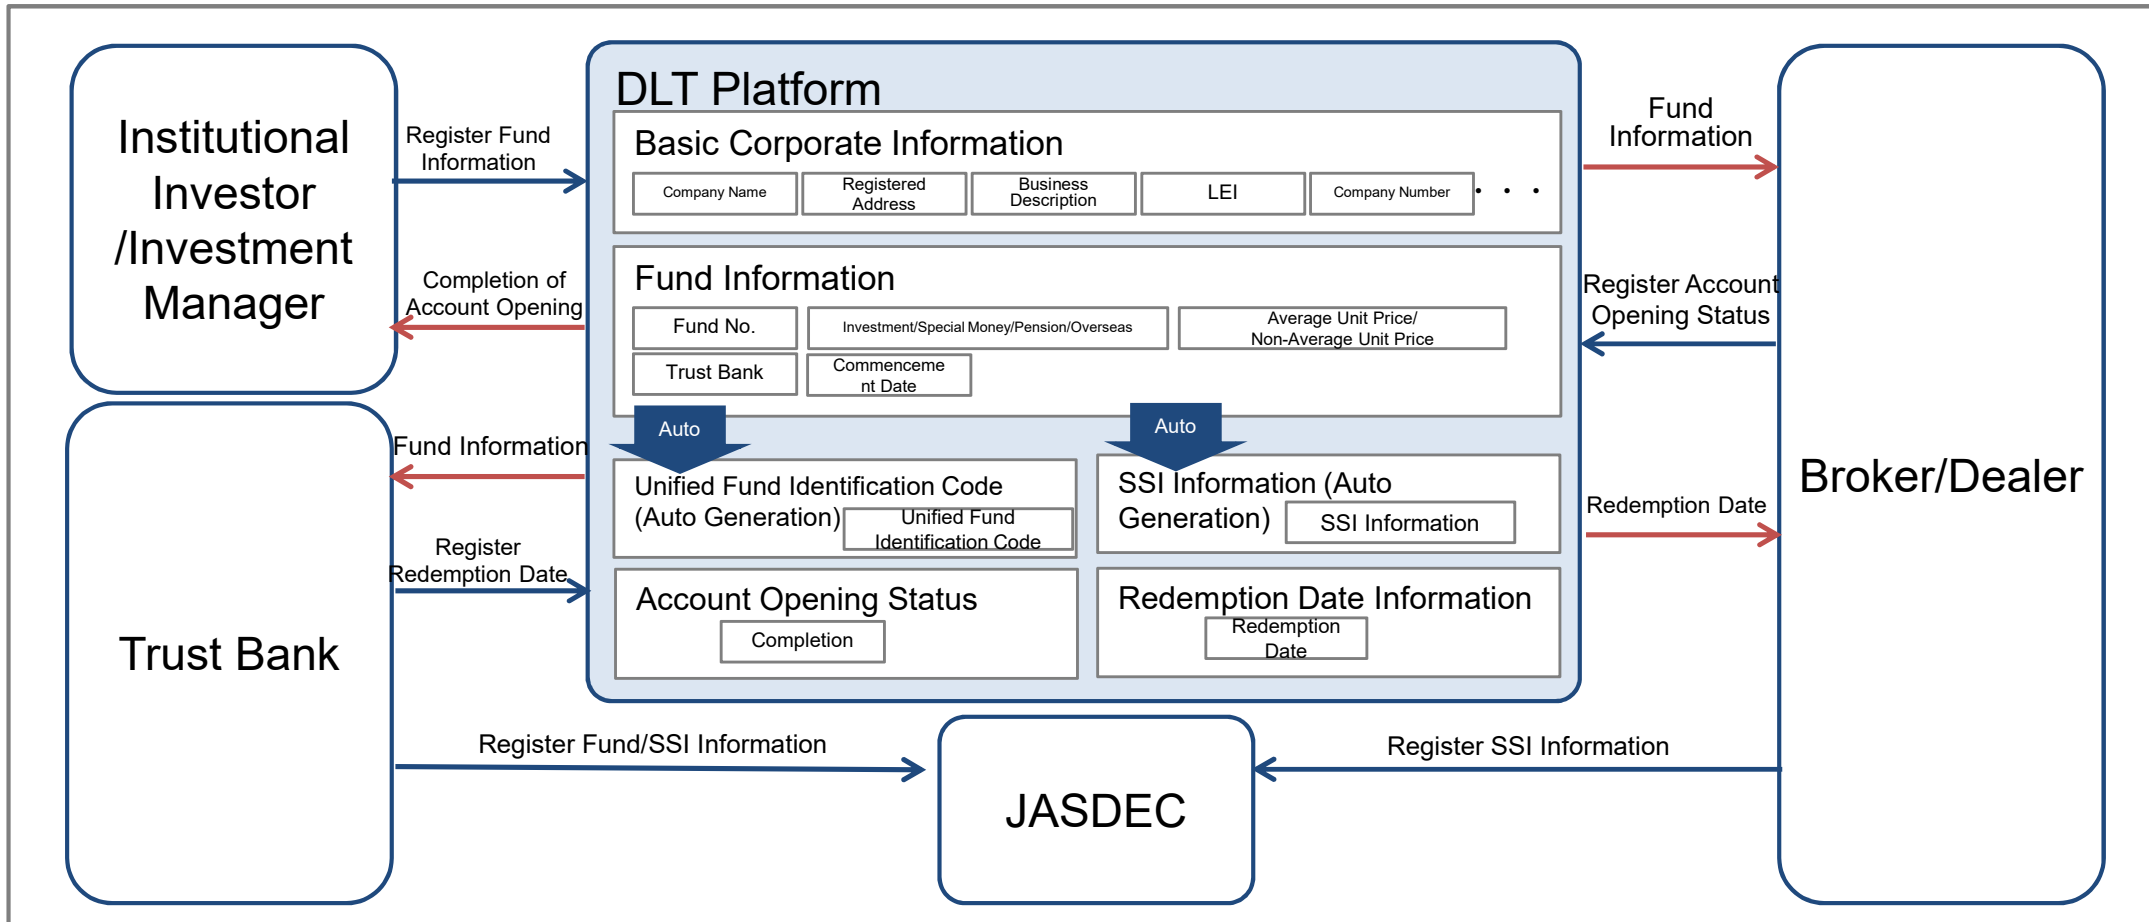 DLT Platform
Institutional
Investor
/Investment
Manager
Register Fund
Information
Completion of
Account Opening
Basic Corporate Information
Company Name
Registered
Address
Business
Description
LEI
Company Number
・・・
Fund Information
Fund No.
Investment/Special Money/Pension/Overseas
Average Unit Price/
Non-Average Unit Price
Trust Bank
Commenceme
nt Date
Auto
Auto
Unified Fund Identification Code
(Auto Generation)
Unified Fund
Identification Code
SSI Information (Auto
Generation)
SSI Information
Account Opening Status
Completion
Redemption Date Information
Redemption
Date
Fund
Information
Register Account
Opening Status
Redemption Date
Broker/Dealer
Fund Information
Register
Redemption Date
Trust Bank
Register Fund/SSI Information
JASDEC
Register SSI Information